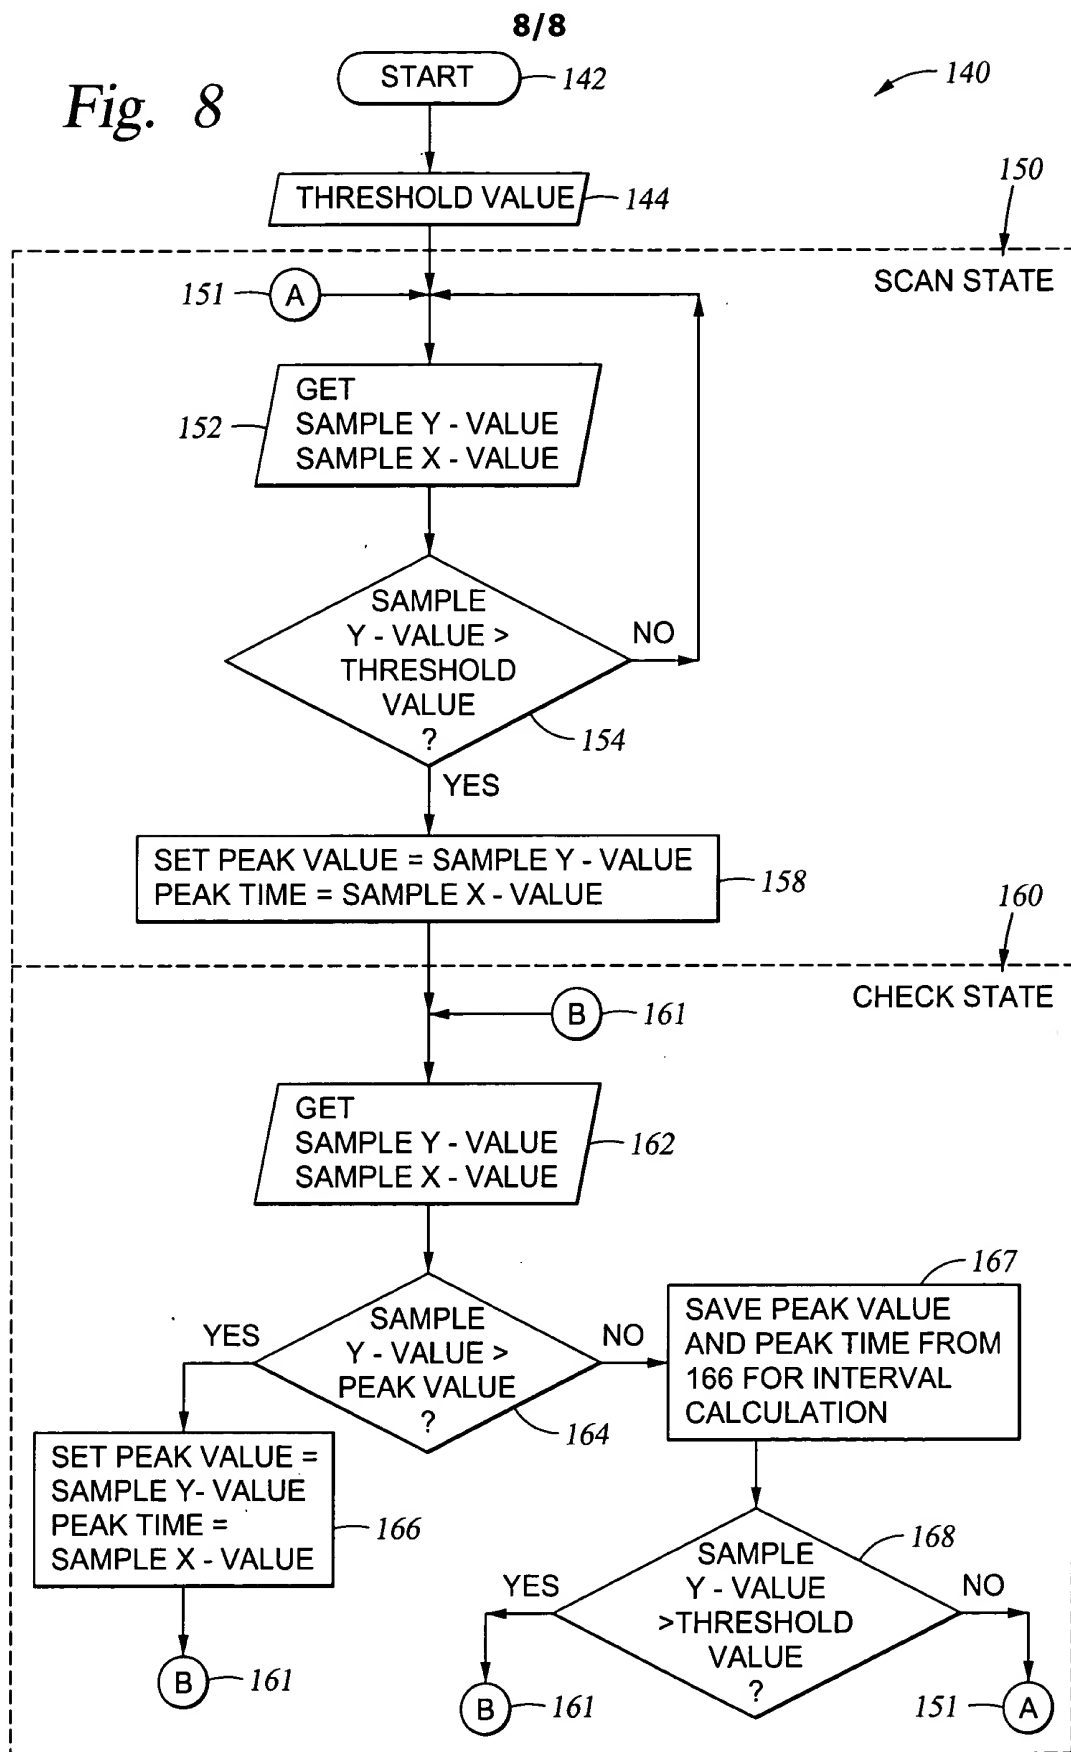 8/8
Fig. 8
START
142
140
THRESHOLD VALUE
144
150
SCAN STATE
151
A
GET
SAMPLE Y - VALUE
SAMPLE X - VALUE
152
SAMPLE
Y - VALUE >
THRESHOLD
VALUE
?
NO
154
YES
SET PEAK VALUE = SAMPLE Y - VALUE
PEAK TIME = SAMPLE X - VALUE
158
160
CHECK STATE
B
161
GET
SAMPLE Y - VALUE
SAMPLE X - VALUE
162
SAMPLE
Y - VALUE >
PEAK VALUE
?
YES
NO
164
167
SAVE PEAK VALUE
AND PEAK TIME FROM
166 FOR INTERVAL
CALCULATION
SET PEAK VALUE =
SAMPLE Y- VALUE
PEAK TIME =
SAMPLE X - VALUE
166
168
SAMPLE
Y - VALUE
>THRESHOLD
VALUE
?
YES
NO
B
161
B
161
151
A